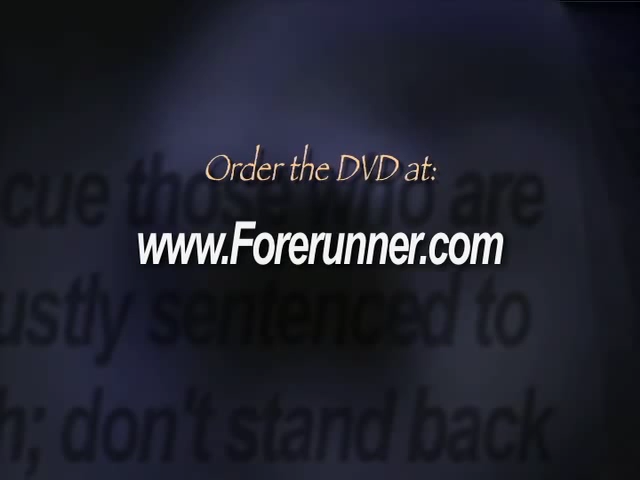 Order the DVD at:
cue those who are
www.Forerunner.com
ustly sentenced to
h; don't stand back